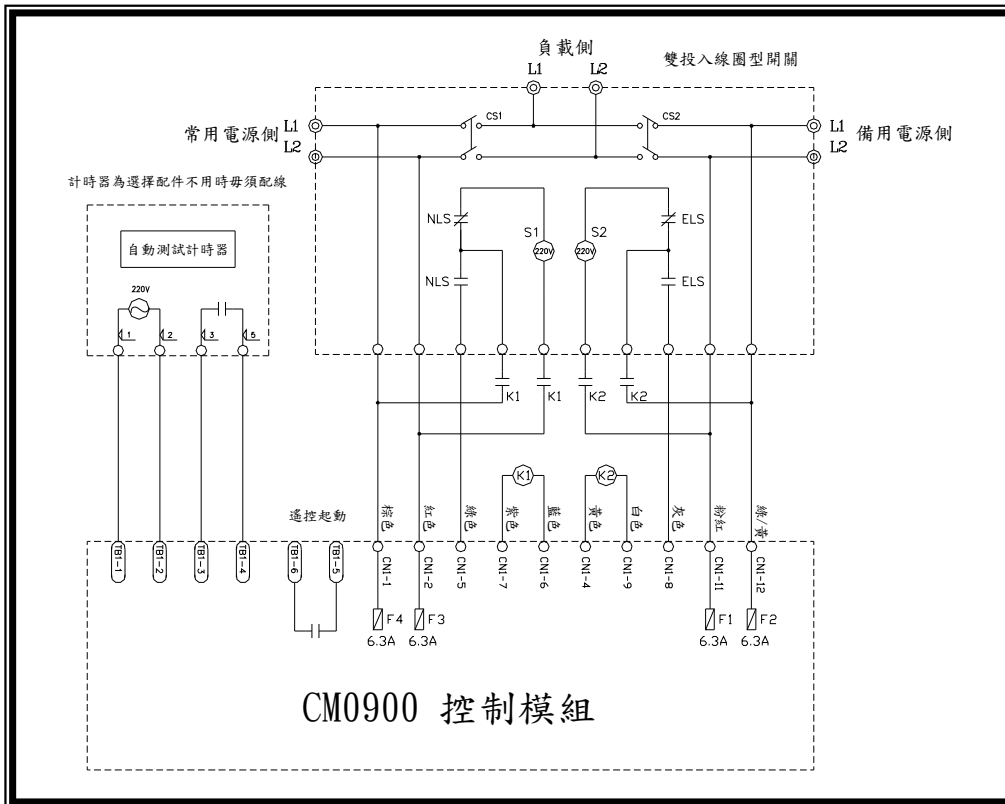 負載側
L1 L2
雙投入線圈型開關
常用電源側 L1
L2
CS1
CS2
L1 備用電源側
L2
計時器為選擇配件不用時毋須配線
自動測試計時器
220V
1 2 3 5
NLS
S1
220V
S2
220V
ELS
NLS
ELS
K1 K1 K2 K2
K1 K2
遙控起動
棕色 紅色 綠色 紫色 藍色 黃色 白色 灰色 粉紅 綠/黃
TB1-1 TB1-2 TB1-3 TB1-4 TB1-6 TB1-5
CN1-1 CN1-2 CN1-5 CN1-7 CN1-6 CN1-4 CN1-9 CN1-8 CN1-11 CN1-12
F4 F3 F1 F2
6.3A 6.3A 6.3A 6.3A
CM0900 控制模組